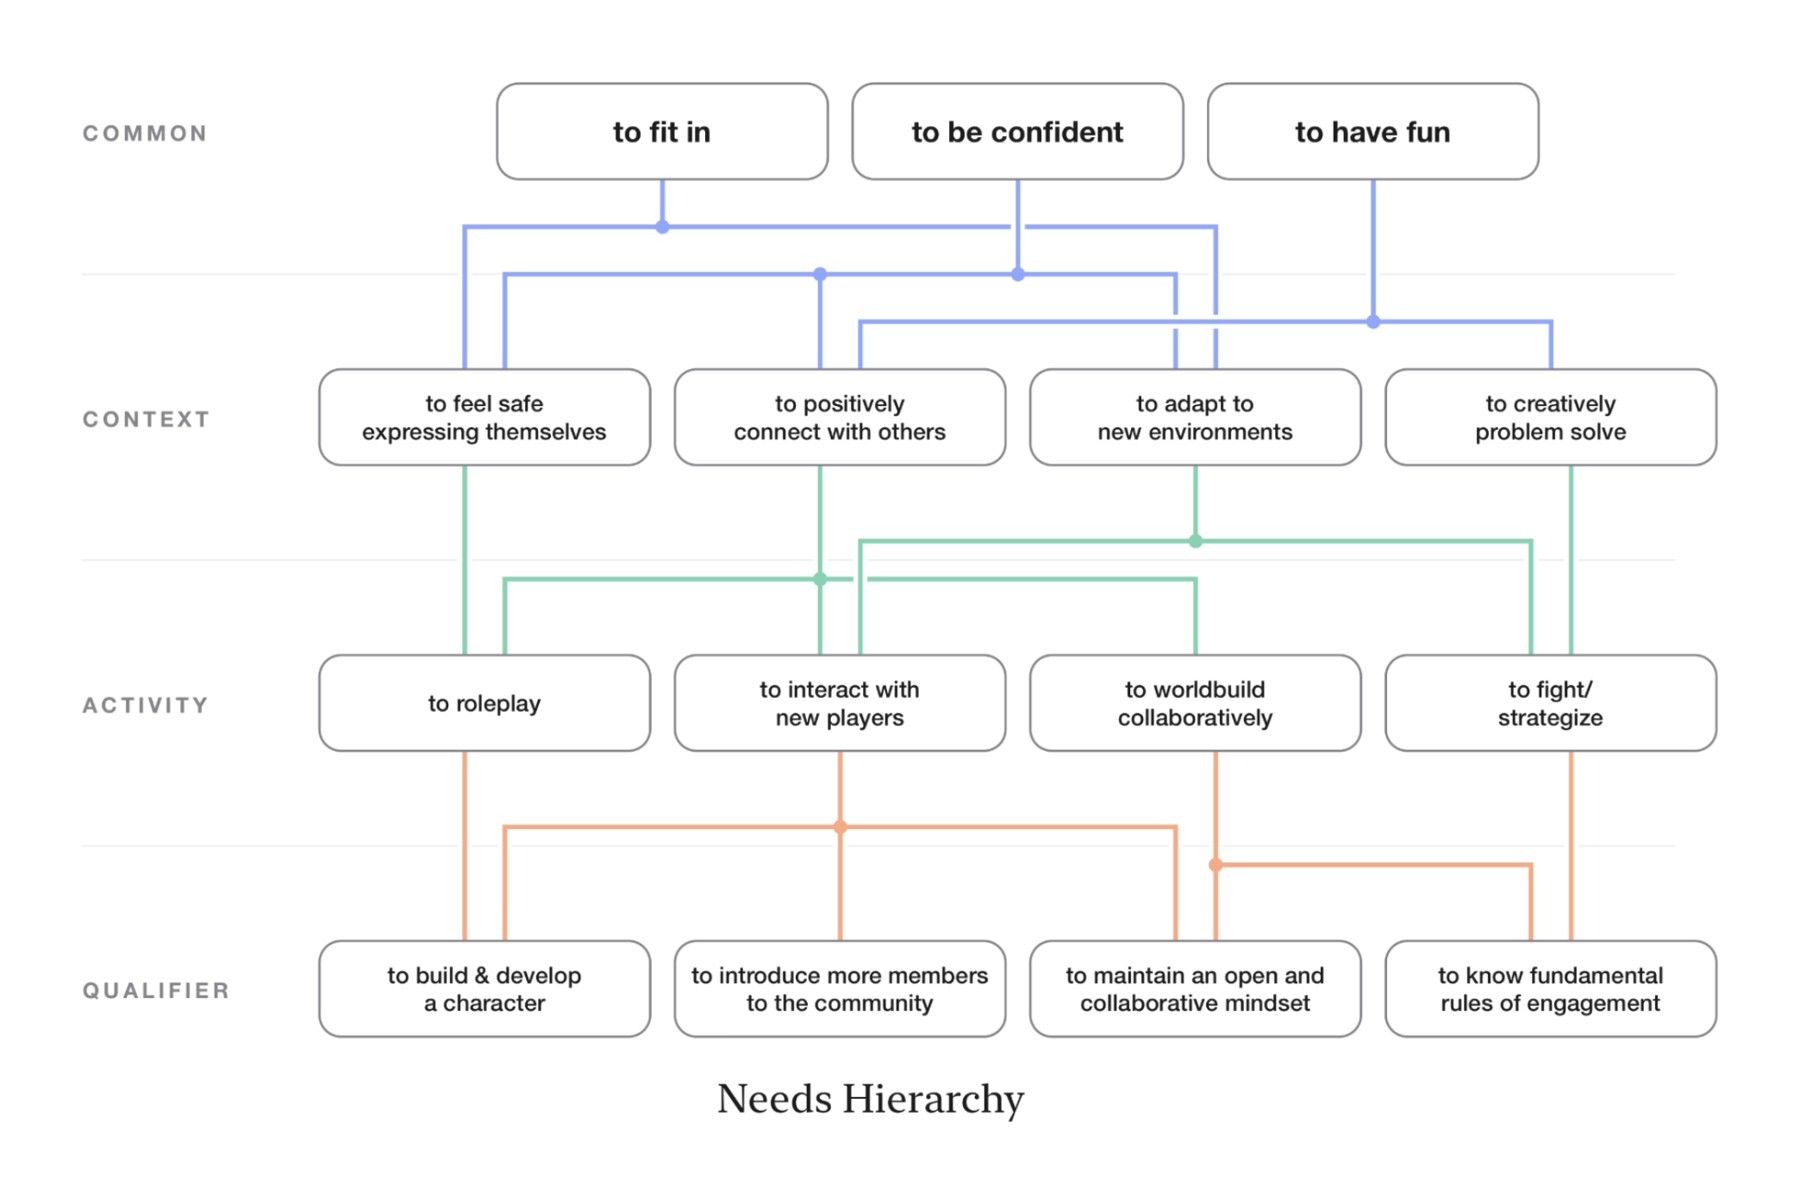 COMMON
to fit in
to be confident
to have fun
CONTEXT
to feel safe
expressing themselves
to positively
connect with others
to adapt to
new environments
to creatively
problem solve
ACTIVITY
to roleplay
to interact with
new players
to worldbuild
collaboratively
to fight/
strategize
QUALIFIER
to build & develop
a character
to introduce more members
to the community
to maintain an open and
collaborative mindset
to know fundamental
rules of engagement
Needs Hierarchy